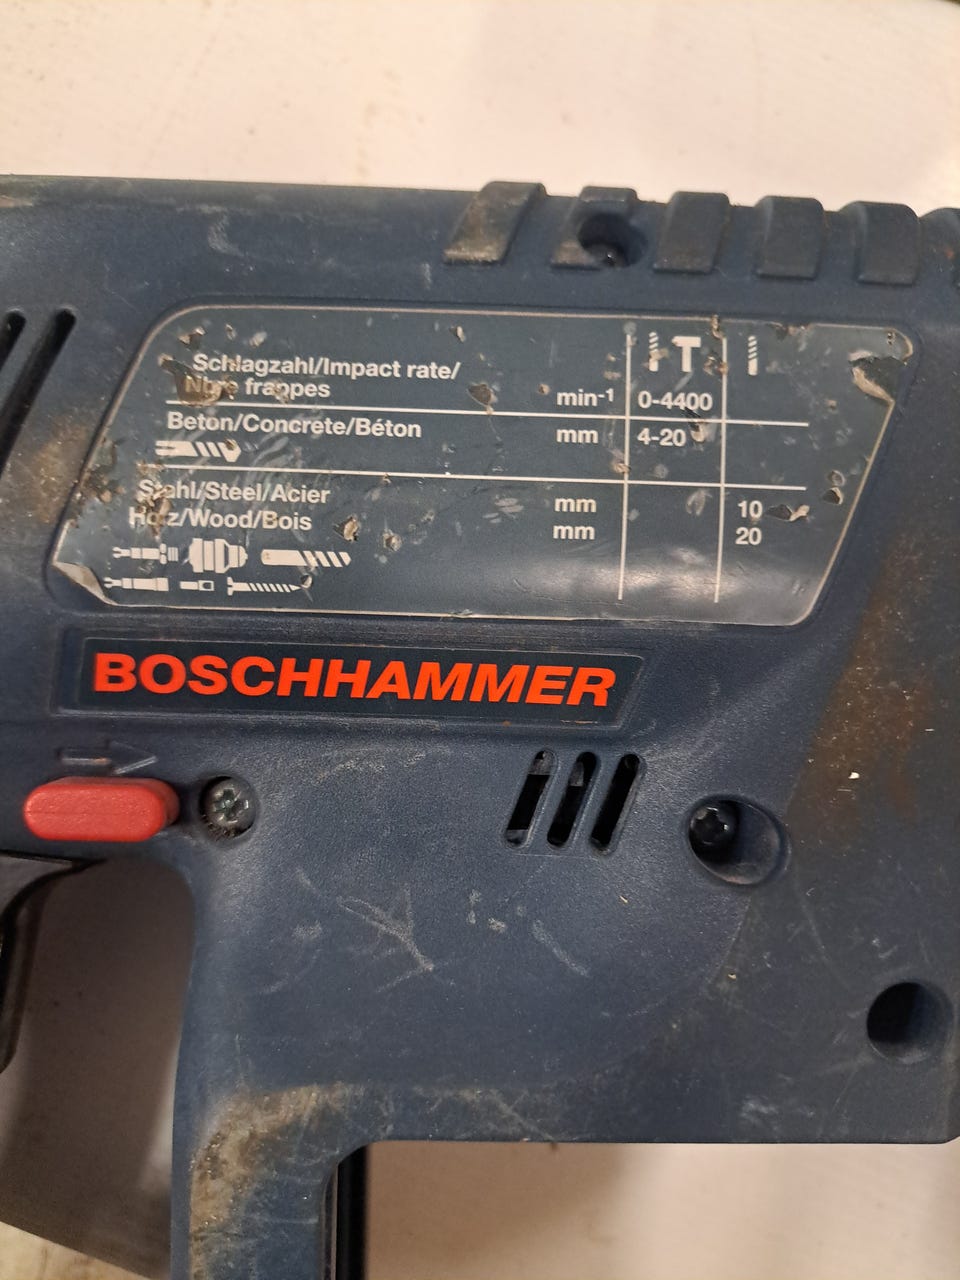 Schlagzahl/Impact rate/
Nbre frappes min-1 0-4400
Beton/Concrete/Béton mm 4-20
Stahl/Steel/Acier mm 10
Holz/Wood/Bois mm 20
BOSCHHAMMER